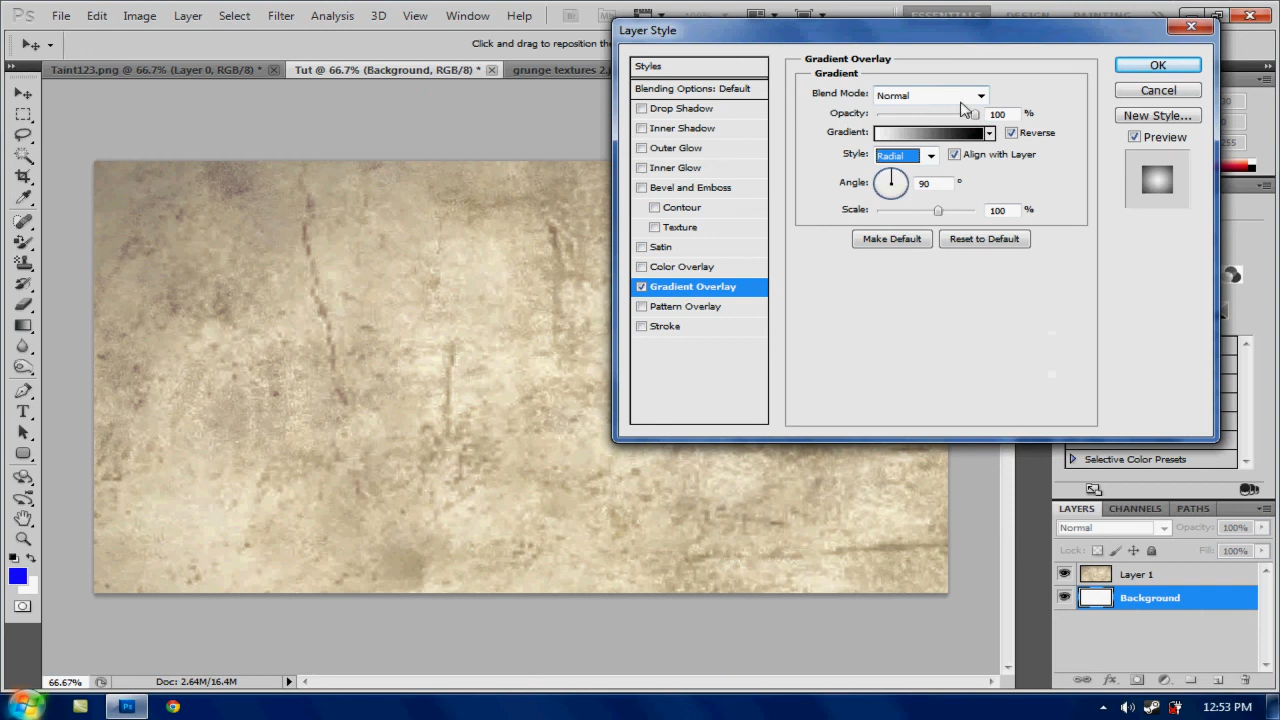 Ps File Edit Image Layer Select Filter Analysis 3D View Window Help Br ESSENTIALS DESIGN PAINTING
Click and drag to reposition the
Layer Style
Taint123.png @ 66.7% (Layer 0, RGB/8) * Tut @ 66.7% (Background, RGB/8) * grunge textures 2.
Styles
Blending Options: Default
Drop Shadow
Inner Shadow
Outer Glow
Inner Glow
Bevel and Emboss
Contour
Texture
Satin
Color Overlay
Gradient Overlay
Pattern Overlay
Stroke
Gradient Overlay
Gradient
Blend Mode: Normal
Opacity: 100 %
Gradient: Reverse
Style: Radial Align with Layer
Angle: 90 °
Scale: 100 %
Make Default Reset to Default
OK
Cancel
New Style...
Preview
Selective Color Presets
LAYERS CHANNELS PATHS
Normal Opacity: 100%
Lock: Fill: 100%
Layer 1
Background
66.67% Doc: 2.64M/16.4M
Ps 12:53 PM